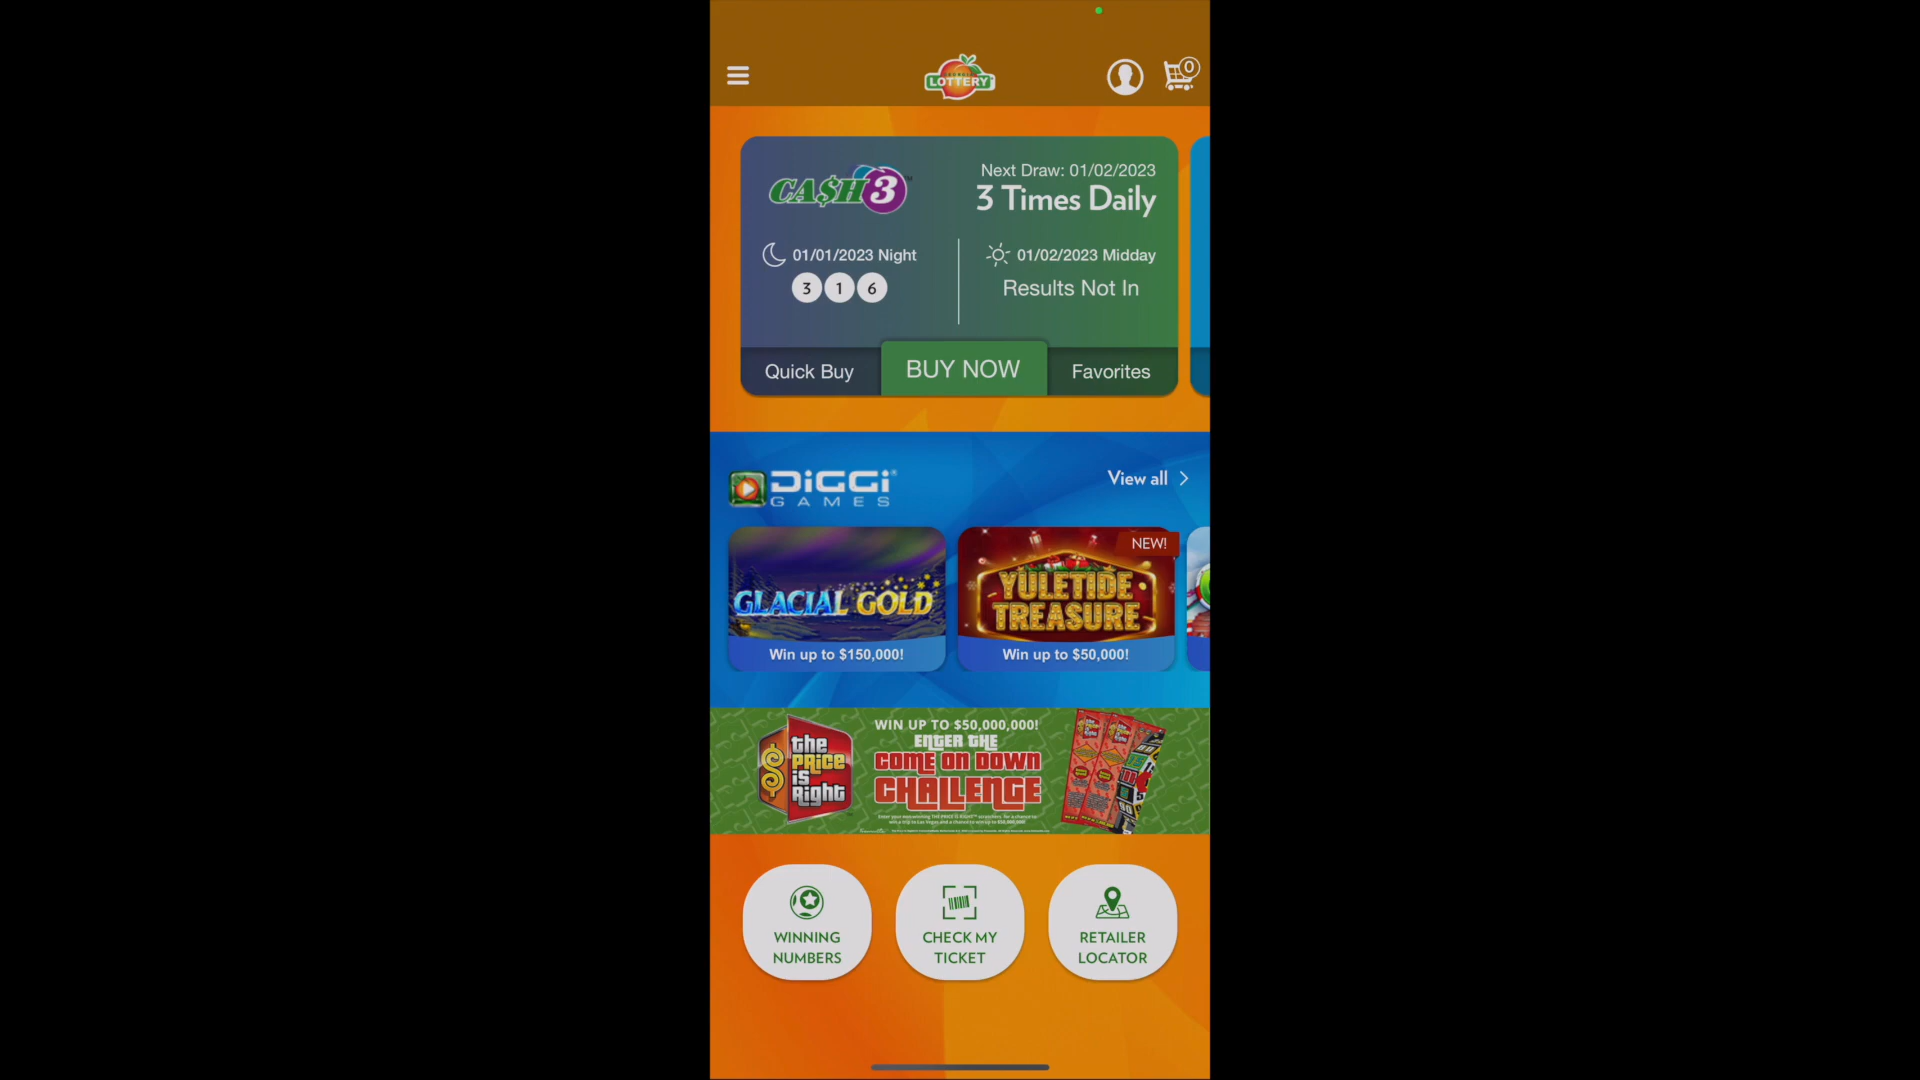 LOTTERY
0
CA$H 3™
Next Draw: 01/02/2023
3 Times Daily
01/01/2023 Night
3 1 6
01/02/2023 Midday
Results Not In
Quick Buy
BUY NOW
Favorites
DiGGi®
GAMES
View all >
GLACIAL GOLD
Win up to $150,000!
NEW!
YULETIDE
TREASURE
Win up to $50,000!
the
PRiCE
is
Right
WIN UP TO $50,000,000!
ENTER THE
COME ON DOWN
CHALLENGE
WINNING
NUMBERS
CHECK MY
TICKET
RETAILER
LOCATOR